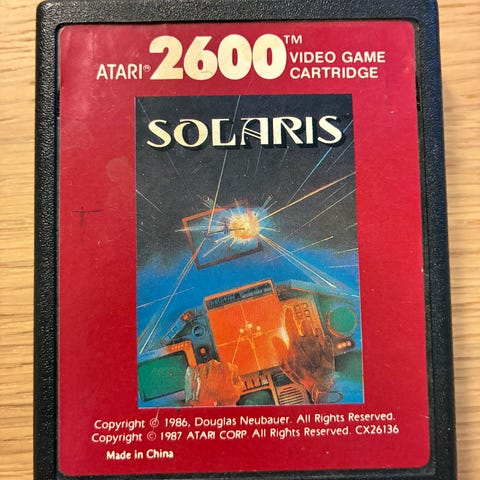 ATARI® 2600™ VIDEO GAME
CARTRIDGE
SOLARIS
Copyright © 1986, Douglas Neubauer. All Rights Reserved.
Copyright © 1987 ATARI CORP. All Rights Reserved. CX26136
Made in China